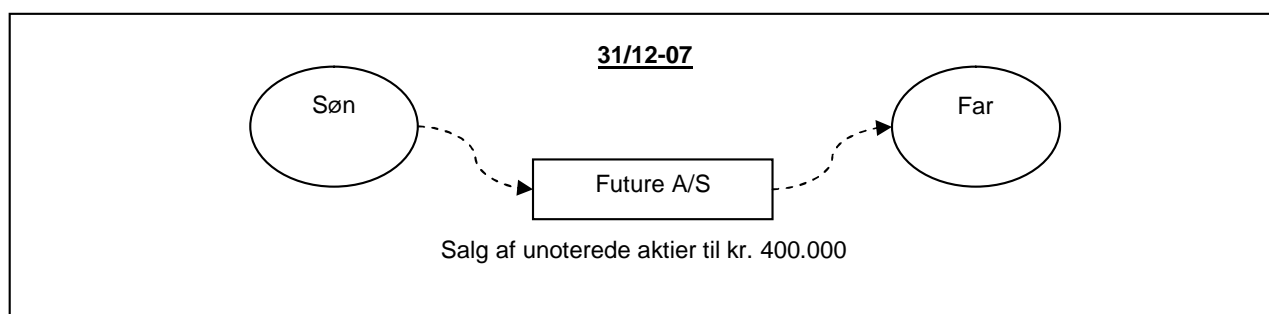 31/12-07
Søn
Far
Future A/S
Salg af unoterede aktier til kr. 400.000